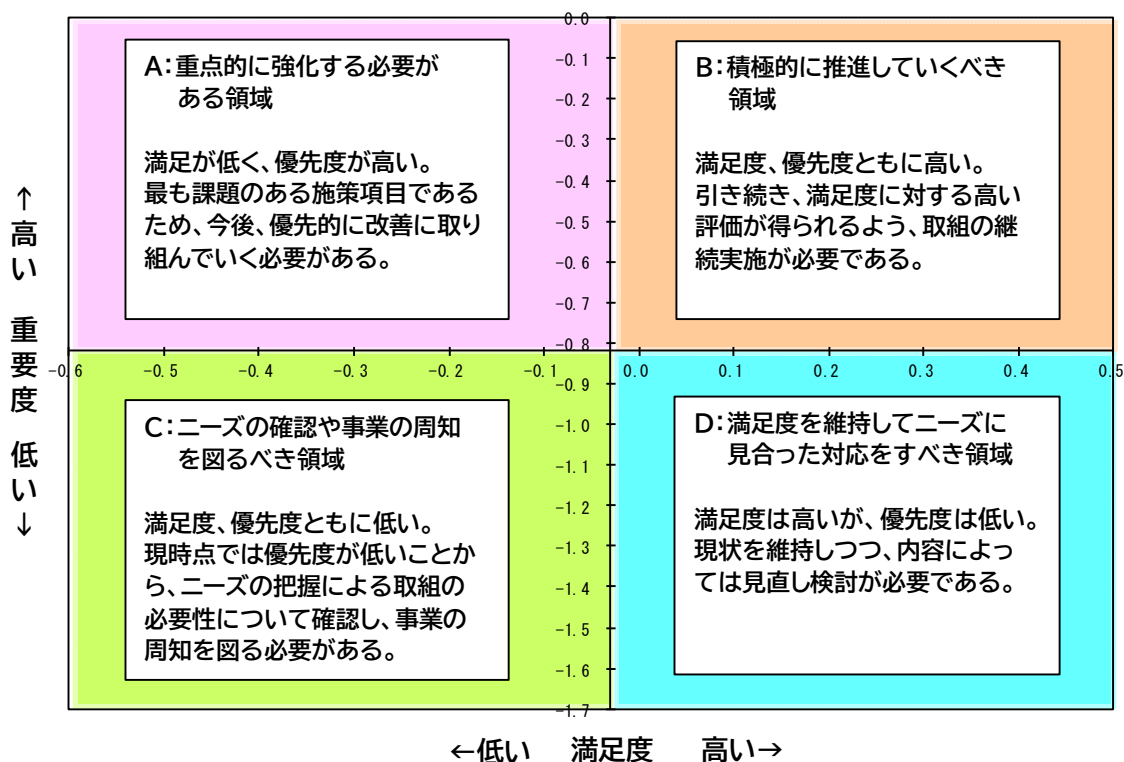 0.0
-0.1
-0.2
-0.3
-0.4
-0.5
-0.6
-0.7
-0.8
-0.9
-1.0
-1.1
-1.2
-1.3
-1.4
-1.5
-1.6
-1.7
A：重点的に強化する必要が
ある領域
満足が低く、優先度が高い。
最も課題のある施策項目である
ため、今後、優先的に改善に取り
組んでいく必要がある。
B：積極的に推進していくべき
領域
満足度、優先度ともに高い。
引き続き、満足度に対する高い
評価が得られるよう、取組の継
続実施が必要である。
↑高い 重要度 低い↓
-0.6 -0.5 -0.4 -0.3 -0.2 -0.1 0.0 0.1 0.2 0.3 0.4 0.5
C：ニーズの確認や事業の周知
を図るべき領域
満足度、優先度ともに低い。
現時点では優先度が低いことか
ら、ニーズの把握による取組の
必要性について確認し、事業の
周知を図る必要がある。
D：満足度を維持してニーズに
見合った対応をすべき領域
満足度は高いが、優先度は低い。
現状を維持しつつ、内容によっ
ては見直し検討が必要である。
←低い 満足度 高い→